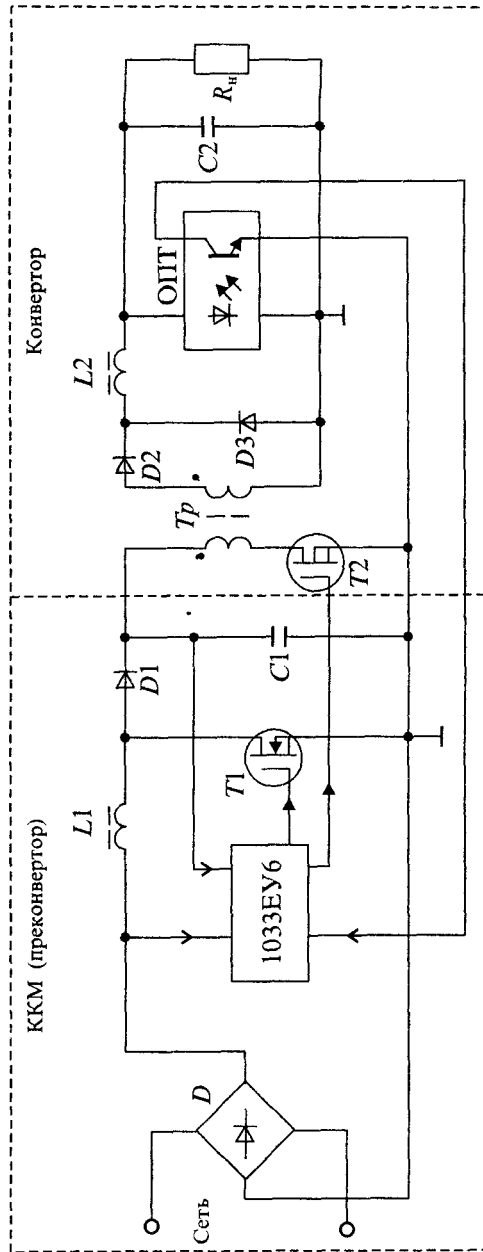 ККМ (преконвертор)
Конвертор
Сеть
D
L1
1033ЕУ6
T1
D1
C1
Tp
T2
D2
D3
L2
ОПТ
C2
Rн